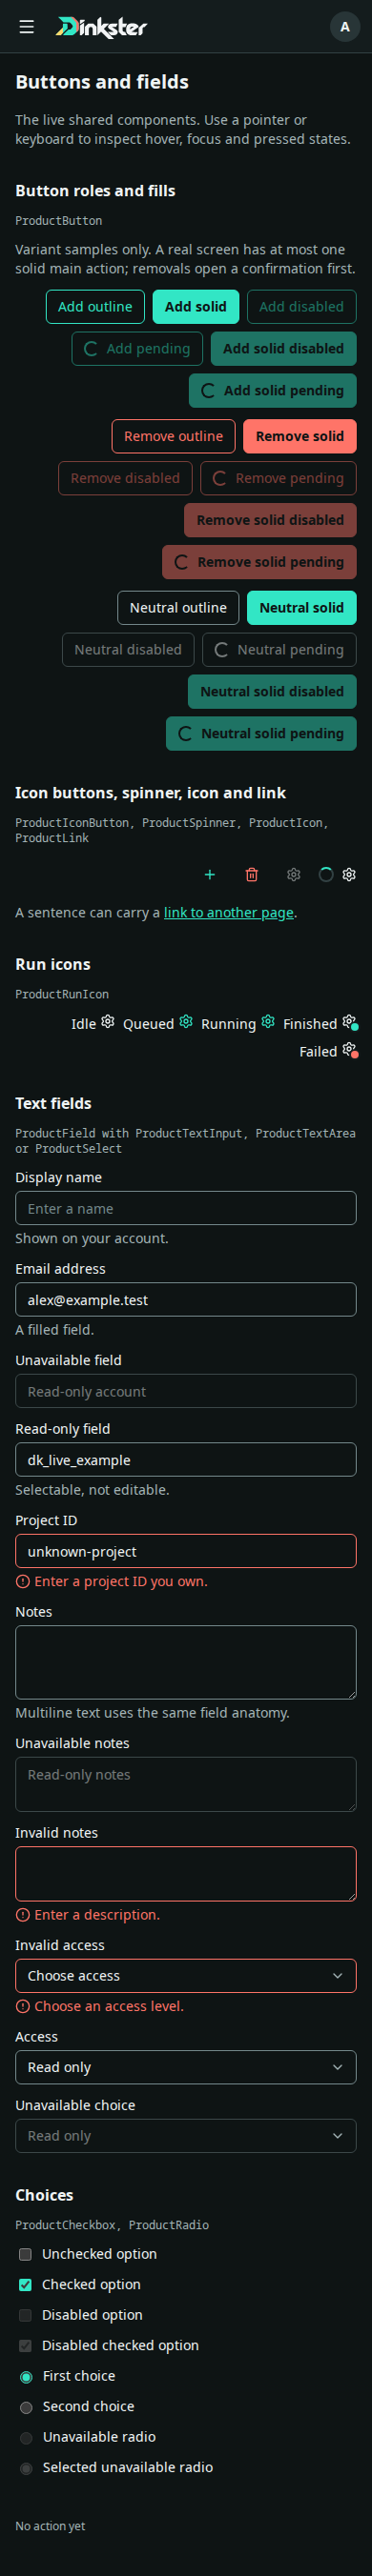 Dinkster
A
Buttons and fields
The live shared components. Use a pointer or
keyboard to inspect hover, focus and pressed states.
Button roles and fills
ProductButton
Variant samples only. A real screen has at most one
solid main action; removals open a confirmation first.
Add outline
Add solid
Add disabled
Add pending
Add solid disabled
Add solid pending
Remove outline
Remove solid
Remove disabled
Remove pending
Remove solid disabled
Remove solid pending
Neutral outline
Neutral solid
Neutral disabled
Neutral pending
Neutral solid disabled
Neutral solid pending
Icon buttons, spinner, icon and link
ProductIconButton, ProductSpinner, ProductIcon,
ProductLink
A sentence can carry a link to another page.
Run icons
ProductRunIcon
Idle
Queued
Running
Finished
Failed
Text fields
ProductField with ProductTextInput, ProductTextArea
or ProductSelect
Display name
Enter a name
Shown on your account.
Email address
alex@example.test
A filled field.
Unavailable field
Read-only account
Read-only field
dk_live_example
Selectable, not editable.
Project ID
unknown-project
Enter a project ID you own.
Notes
Multiline text uses the same field anatomy.
Unavailable notes
Read-only notes
Invalid notes
Enter a description.
Invalid access
Choose access
Choose an access level.
Access
Read only
Unavailable choice
Read only
Choices
ProductCheckbox, ProductRadio
Unchecked option
Checked option
Disabled option
Disabled checked option
First choice
Second choice
Unavailable radio
Selected unavailable radio
No action yet